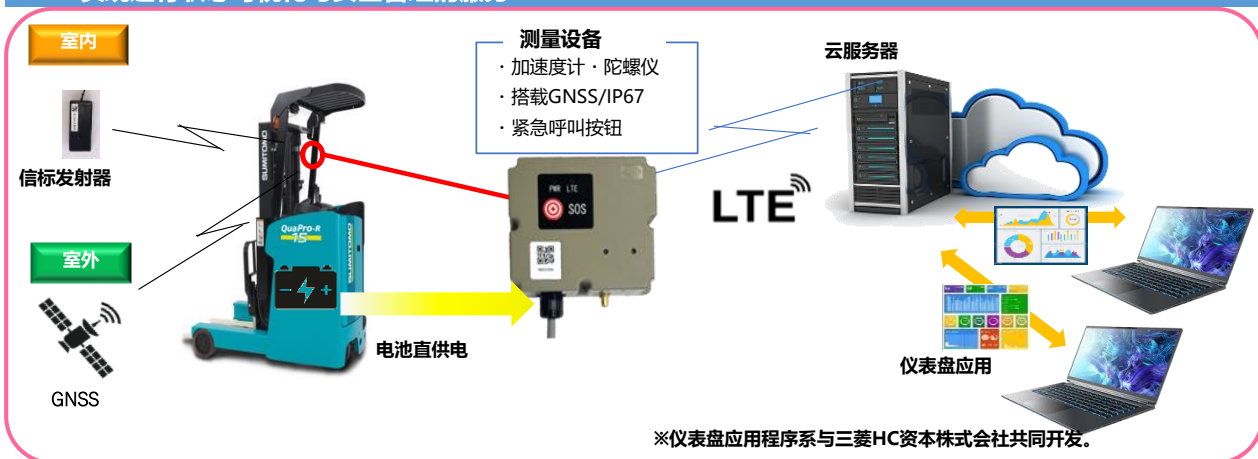 室内
信标发射器
室外
GNSS
SUMITOMO
QuaPro-R
15
SUMITOMO
电池直供电
测量设备
・加速度计・陀螺仪
・搭载GNSS/IP67
・紧急呼叫按钮
PWR LTE
SOS
LTE
云服务器
仪表盘应用
※仪表盘应用程序系与三菱HC资本株式会社共同开发。